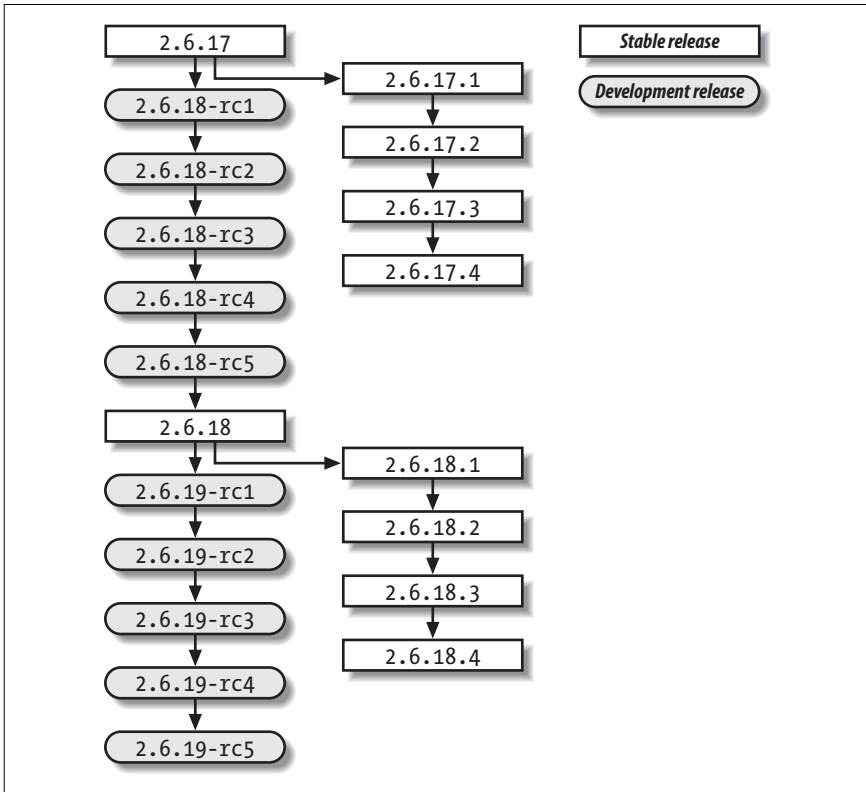 2.6.17
Stable release
2.6.17.1
Development release
2.6.18-rc1
2.6.17.2
2.6.18-rc2
2.6.17.3
2.6.18-rc3
2.6.17.4
2.6.18-rc4
2.6.18-rc5
2.6.18
2.6.18.1
2.6.19-rc1
2.6.18.2
2.6.19-rc2
2.6.18.3
2.6.19-rc3
2.6.18.4
2.6.19-rc4
2.6.19-rc5